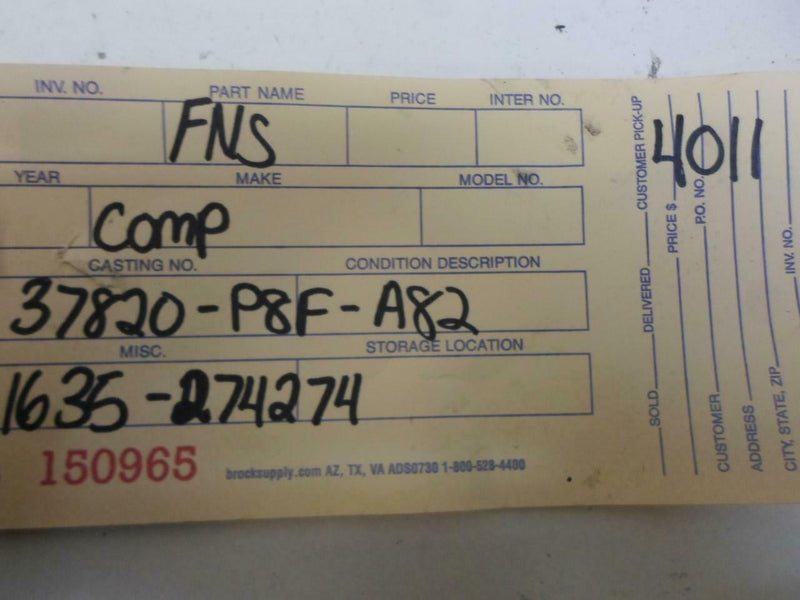 INV. NO. PART NAME PRICE INTER NO.
FNS
YEAR MAKE MODEL NO.
Comp
CASTING NO. CONDITION DESCRIPTION
37820-P8F-A82
MISC. STORAGE LOCATION
1635-274274
150965 brocksupply.com AZ, TX, VA ADS0730 1-800-528-4400
SOLD DELIVERED CUSTOMER PICK-UP
4011
PRICE $
CUSTOMER P.O. NO.
ADDRESS
CITY, STATE, ZIP
INV. NO.